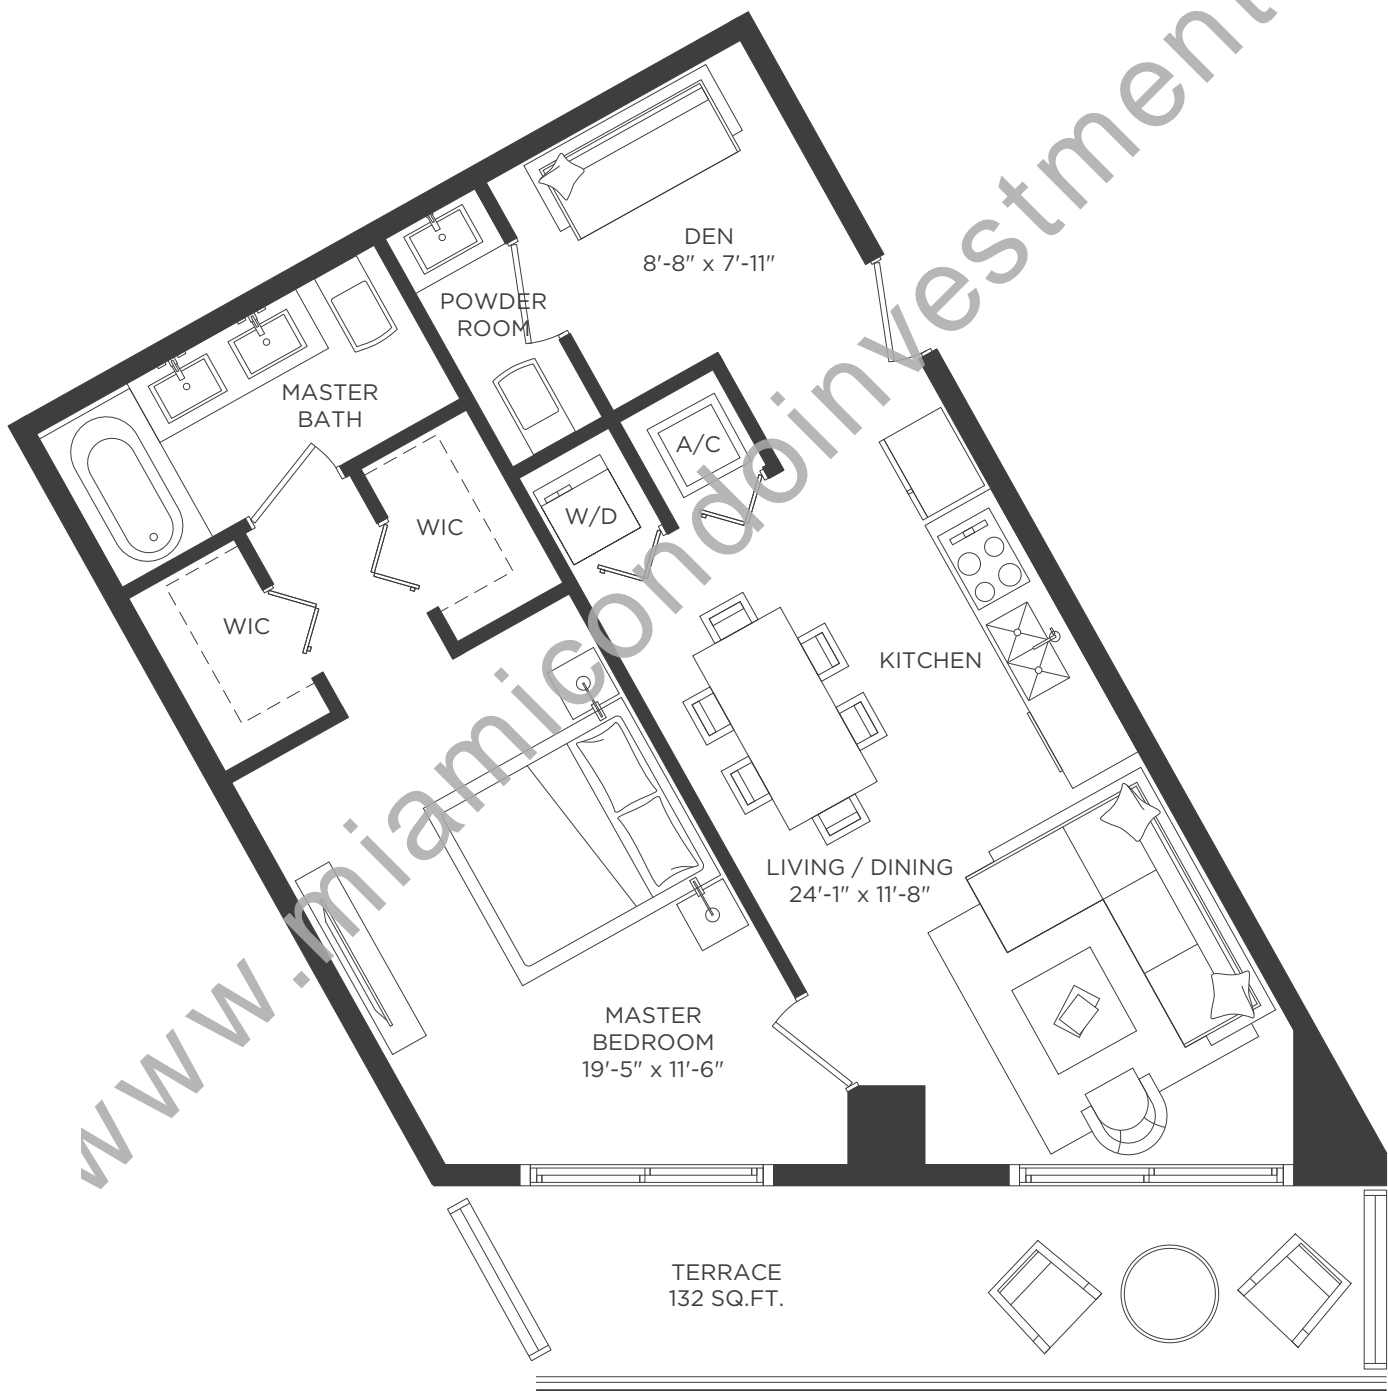 DEN
8'-8" x 7'-11"
POWDER
ROOM
MASTER
BATH
A/C
W/D
WIC
WIC
KITCHEN
LIVING / DINING
24'-1" x 11'-8"
MASTER
BEDROOM
19'-5" x 11'-6"
TERRACE
132 SQ.FT.
www.miamicondoinvestment